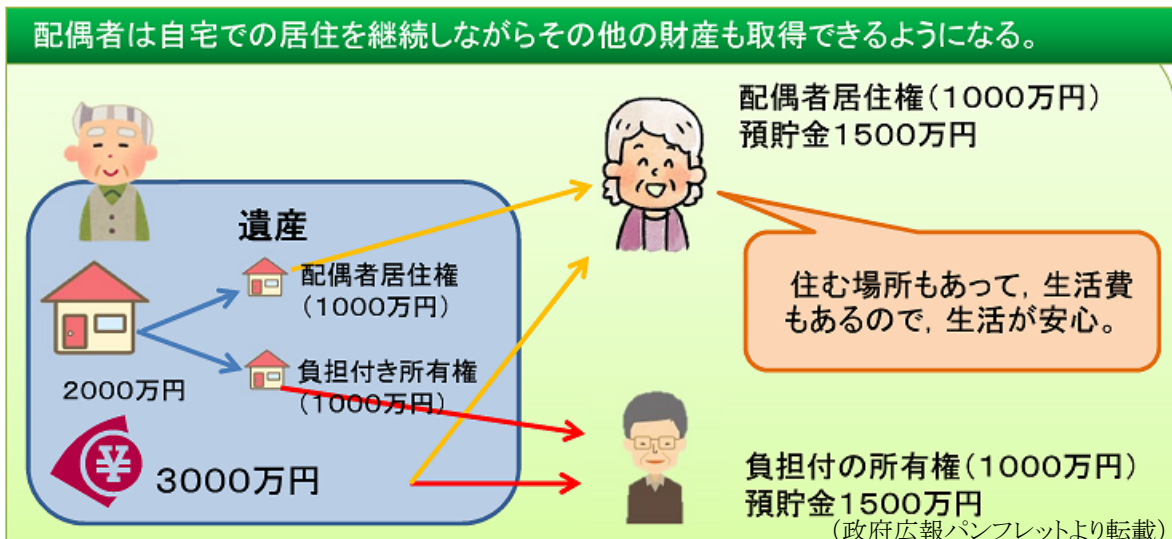 配偶者は自宅での居住を継続しながらその他の財産も取得できるようになる。
配偶者居住権(1000万円)
預貯金1500万円
遺産
配偶者居住権
(1000万円)
住む場所もあって, 生活費
もあるので, 生活が安心。
2000万円
負担付き所有権
(1000万円)
¥
3000万円
負担付の所有権(1000万円)
預貯金1500万円
(政府広報パンフレットより転載)